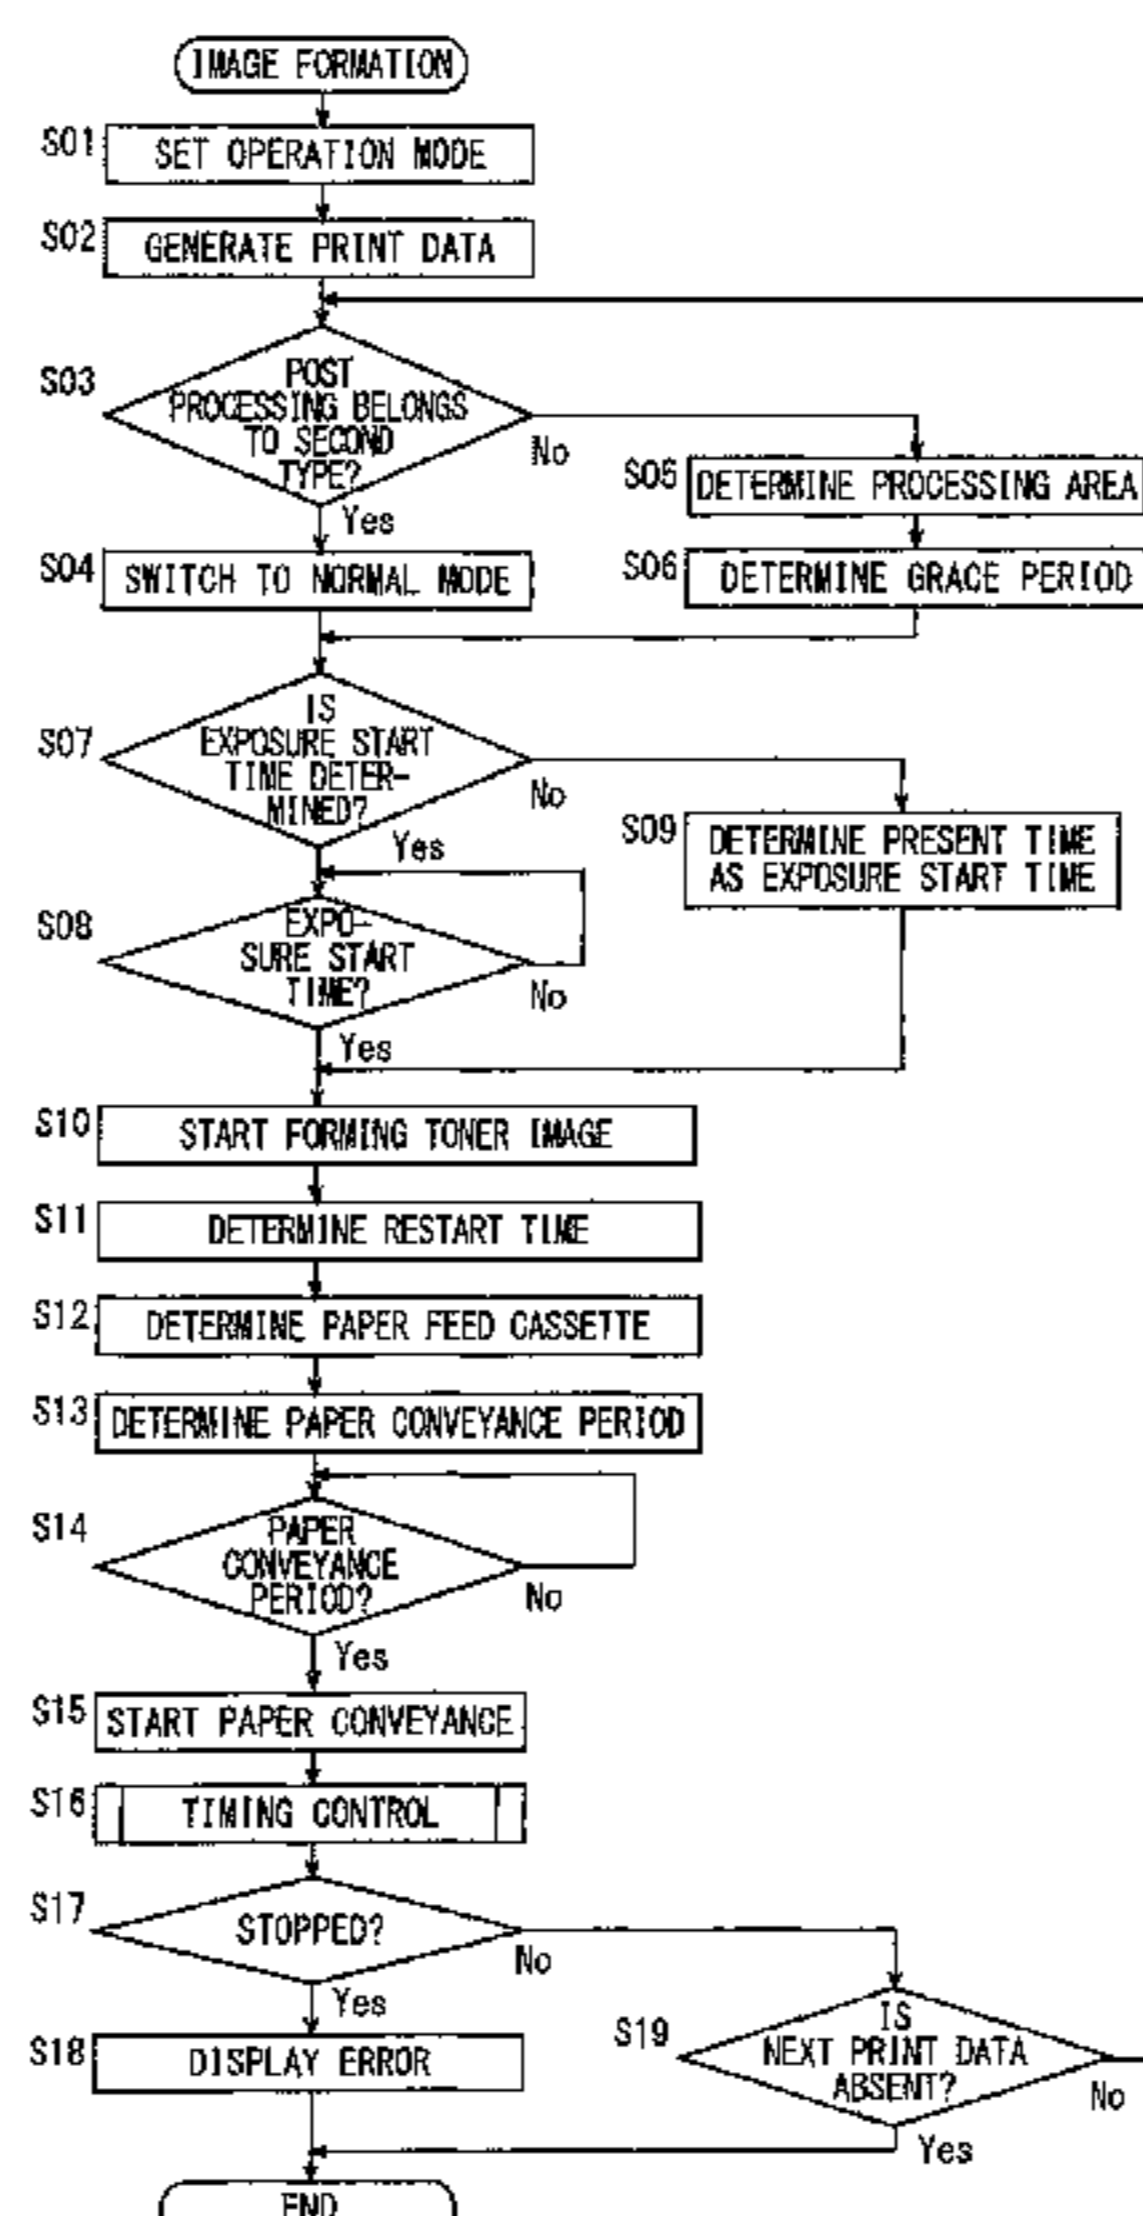 IMAGE FORMATION
S01
SET OPERATION MODE
S02
GENERATE PRINT DATA
S03
POST
PROCESSING BELONGS
TO SECOND
TYPE?
No
Yes
S05
DETERMINE PROCESSING AREA
S04
SWITCH TO NORMAL MODE
S06
DETERMINE GRACE PERIOD
S07
IS
EXPOSURE START
TIME DETER-
MINED?
No
Yes
S09
DETERMINE PRESENT TIME
AS EXPOSURE START TIME
S08
EXPO-
SURE START
TIME?
No
Yes
S10
START FORMING TONER IMAGE
S11
DETERMINE RESTART TIME
S12
DETERMINE PAPER FEED CASSETTE
S13
DETERMINE PAPER CONVEYANCE PERIOD
S14
PAPER
CONVEYANCE
PERIOD?
No
Yes
S15
START PAPER CONVEYANCE
S16
TIMING CONTROL
S17
STOPPED?
No
Yes
S18
DISPLAY ERROR
S19
IS
NEXT PRINT DATA
ABSENT?
No
Yes
END